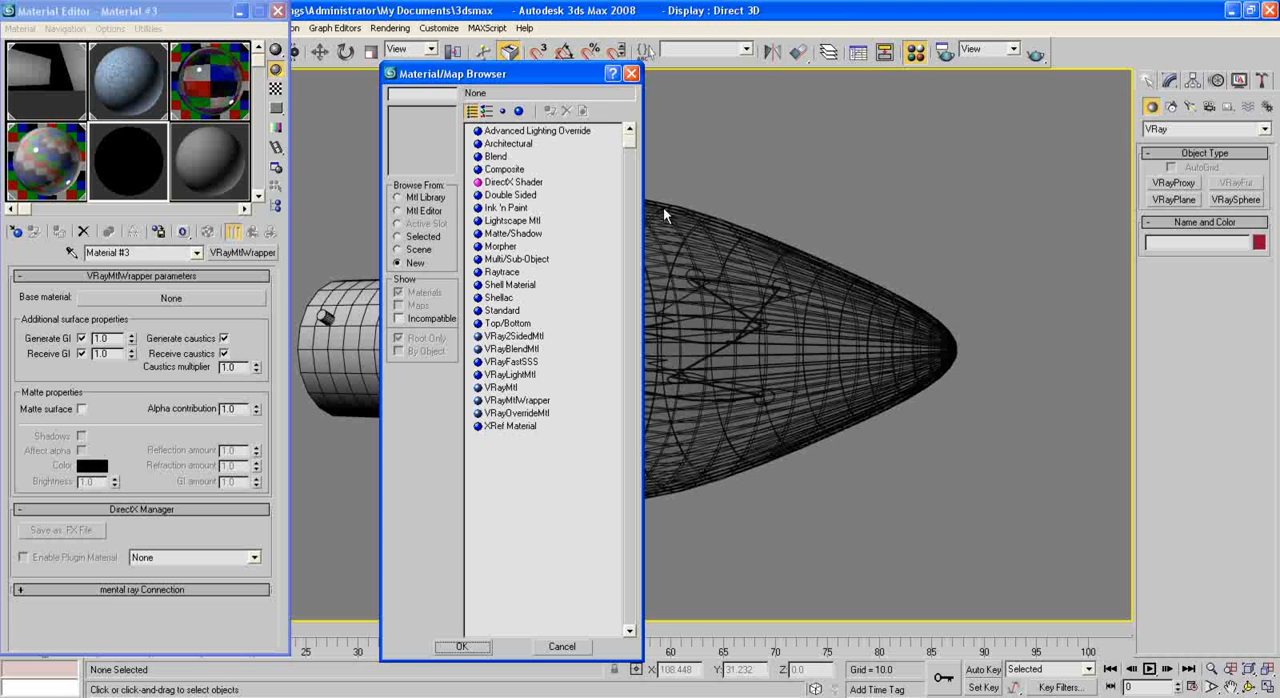 Material Editor - Material #3
ngs\Administrator\My Documents\3dsmax - Autodesk 3ds Max 2008 - Display : Direct 3D
Material Navigation Options Utilities
Graph Editors Rendering Customize MAXScript Help
View
View
Material/Map Browser
None
Advanced Lighting Override
Architectural
Blend
Composite
DirectX Shader
Double Sided
Ink 'n Paint
Lightscape Mtl
Matte/Shadow
Morpher
Multi/Sub-Object
Raytrace
Shell Material
Shellac
Standard
Top/Bottom
VRay2SidedMtl
VRayBlendMtl
VRayFastSSS
VRayLightMtl
VRayMtl
VRayMtlWrapper
VRayOverrideMtl
XRef Material
Browse From:
Mtl Library
Mtl Editor
Active Slot
Selected
Scene
New
Show
Materials
Maps
Incompatible
Root Only
By Object
OK Cancel
Material #3 VRayMtlWrapper
VRayMtlWrapper parameters
Base material: None
Additional surface properties
Generate GI 1.0 Generate caustics
Receive GI 1.0 Receive caustics
Caustics multiplier 1.0
Matte properties
Matte surface Alpha contribution 1.0
Shadows
Affect alpha Reflection amount 1.0
Color Refraction amount 1.0
Brightness 1.0 GI amount 1.0
DirectX Manager
Save as .FX File
Enable Plugin Material None
mental ray Connection
VRay
Object Type
AutoGrid
VRayProxy VRayFur
VRayPlane VRaySphere
Name and Color
25 30 60 65 70 75 80 85 90 95 100
None Selected X: 108.448 Y: 31.232 Z: 0.0 Grid = 10.0 Auto Key Selected
Click or click-and-drag to select objects Add Time Tag Set Key Key Filters... 0